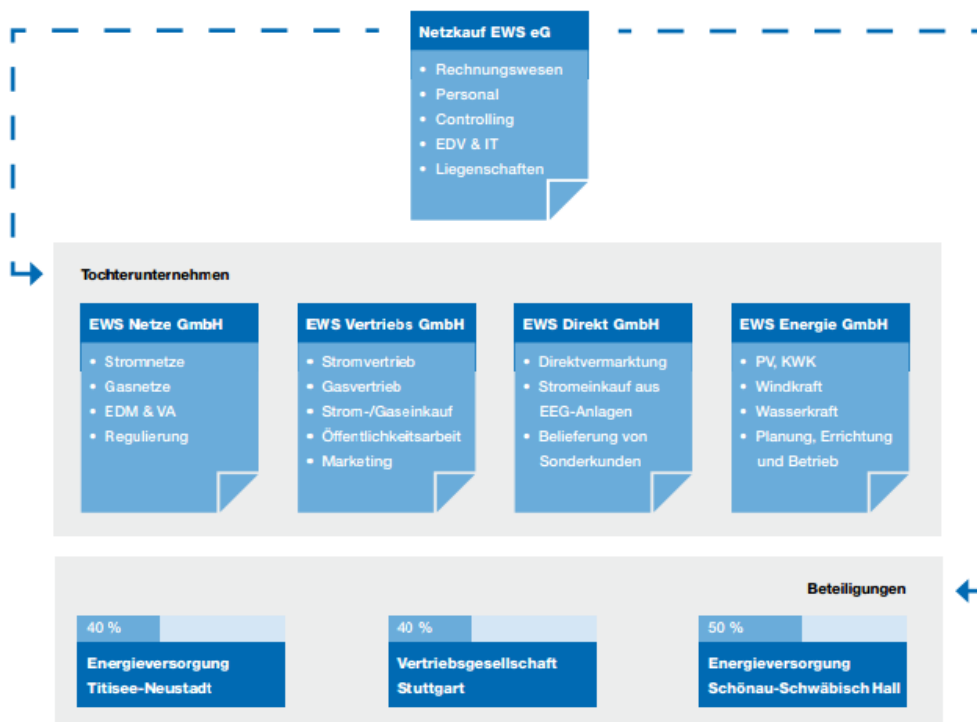 Netzkauf EWS eG
• Rechnungswesen
• Personal
• Controlling
• EDV & IT
• Liegenschaften
Tochterunternehmen
EWS Netze GmbH
• Stromnetze
• Gasnetze
• EDM & VA
• Regulierung
EWS Vertriebs GmbH
• Stromvertrieb
• Gasvertrieb
• Strom-/Gaseinkauf
• Öffentlichkeitsarbeit
• Marketing
EWS Direkt GmbH
• Direktvermarktung
• Stromeinkauf aus
EEG-Anlagen
• Belieferung von
Sonderkunden
EWS Energie GmbH
• PV, KWK
• Windkraft
• Wasserkraft
• Planung, Errichtung
und Betrieb
Beteiligungen
40 %
Energieversorgung
Titisee-Neustadt
40 %
Vertriebsgesellschaft
Stuttgart
50 %
Energieversorgung
Schönau-Schwäbisch Hall